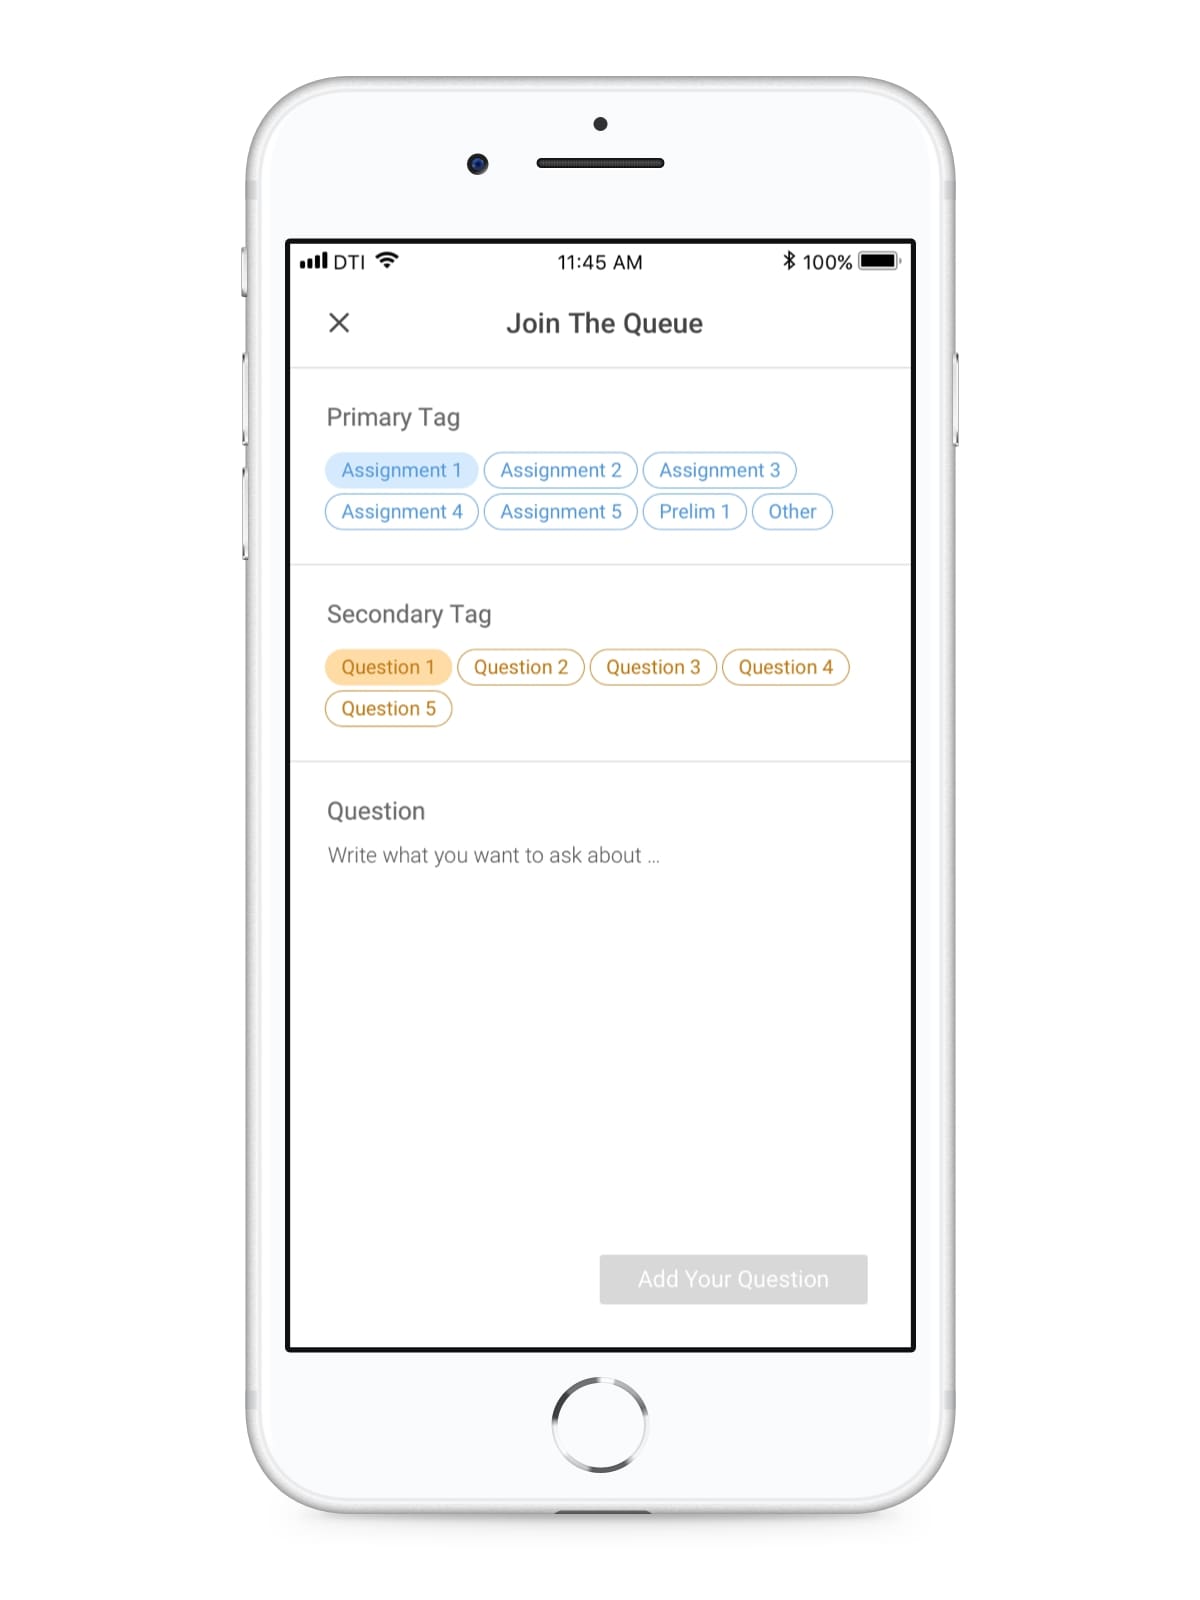 DTI 11:45 AM 100%
Join The Queue
Primary Tag
Assignment 1 Assignment 2 Assignment 3
Assignment 4 Assignment 5 Prelim 1 Other
Secondary Tag
Question 1 Question 2 Question 3 Question 4
Question 5
Question
Write what you want to ask about ...
Add Your Question